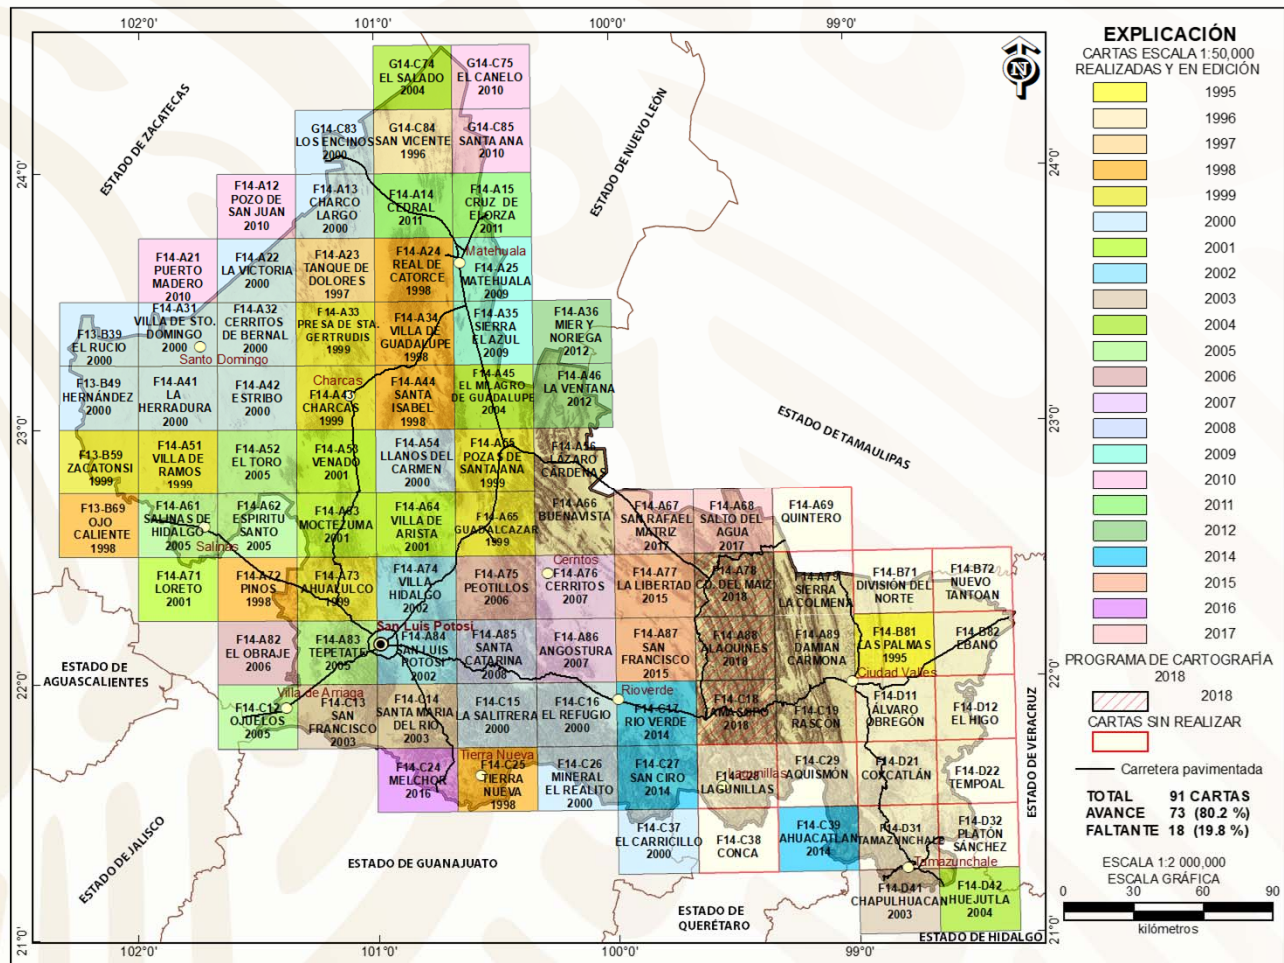 102°0'
101°0'
100°0'
99°0'
EXPLICACIÓN
CARTAS ESCALA 1:50,000
REALIZADAS Y EN EDICIÓN
1995
1996
1997
1998
1999
2000
2001
2002
2003
2004
2005
2006
2007
2008
2009
2010
2011
2012
2014
2015
2016
2017
PROGRAMA DE CARTOGRAFÍA
2018
2018
CARTAS SIN REALIZAR
Carretera pavimentada
TOTAL 91 CARTAS
AVANCE 73 (80.2 %)
FALTANTE 18 (19.8 %)
ESCALA 1:2 000,000
ESCALA GRÁFICA
0 30 60 90
kilómetros
N
24°0'
23°0'
22°0'
21°0'
24°0'
23°0'
22°0'
21°0'
ESTADO DE ZACATECAS
ESTADO DE NUEVO LEÓN
ESTADO DE TAMAULIPAS
ESTADO DE VERACRUZ
ESTADO DE HIDALGO
ESTADO DE
QUERÉTARO
ESTADO DE GUANAJUATO
ESTADO DE JALISCO
ESTADO DE
AGUASCALIENTES
G14-C74
EL SALADO
2004
G14-C75
EL CANELO
2010
G14-C83
LOS ENCINOS
2000
G14-C84
SAN VICENTE
1996
G14-C85
SANTA ANA
2010
F14-A12
POZO DE
SAN JUAN
2010
F14-A13
CHARCO
LARGO
2000
F14-A14
CEDRAL
2011
F14-A15
CRUZ DE
ELORZA
2011
F14-A21
PUERTO
MADERO
2010
F14-A22
LA VICTORIA
2000
F14-A23
TANQUE DE
DOLORES
1997
F14-A24
REAL DE
CATORCE
1998
Matehuala
F14-A25
MATEHUALA
2009
F13-B39
EL RUCIO
2000
F14-A31
VILLA DE STO.
DOMINGO
2000
Santo Domingo
F14-A32
CERRITOS
DE BERNAL
2000
F14-A33
PRESA DE STA.
GERTRUDIS
1999
F14-A34
VILLA DE
GUADALUPE
1998
F14-A35
SIERRA
EL AZUL
2009
F14-A36
MIER Y
NORIEGA
2012
F13-B49
HERNÁNDEZ
2000
F14-A41
LA
HERRADURA
2000
F14-A42
ESTRIBO
2000
Charcas
F14-A43
CHARCAS
1999
F14-A44
SANTA
ISABEL
1998
F14-A45
EL MILAGRO
DE GUADALUPE
2004
F14-A46
LA VENTANA
2012
F13-B59
ZACATONSI
1999
F14-A51
VILLA DE
RAMOS
1999
F14-A52
EL TORO
2005
F14-A53
VENADO
2001
F14-A54
LLANOS DEL
CARMEN
2000
F14-A55
POZAS DE
SANTA ANA
1999
F14-A56
LÁZARO
CÁRDENAS
F13-B69
OJO
CALIENTE
1998
F14-A61
SALINAS DE
HIDALGO
2005
Salinas
F14-A62
ESPIRITU
SANTO
2005
F14-A63
MOCTEZUMA
2001
F14-A64
VILLA DE
ARISTA
2001
F14-A65
GUADALCAZAR
1999
F14-A66
BUENAVISTA
F14-A67
SAN RAFAEL
MATRIZ
2017
F14-A68
SALTO DEL
AGUA
2017
F14-A69
QUINTERO
F14-A71
LORETO
2001
F14-A72
PINOS
1998
F14-A73
AHUALULCO
1999
F14-A74
VILLA
HIDALGO
2002
F14-A75
PEOTILLOS
2006
Cerritos
F14-A76
CERRITOS
2007
F14-A77
LA LIBERTAD
2015
F14-A78
CD. DEL MAIZ
2018
F14-A79
SIERRA
LA COLMENA
F14-B71
DIVISIÓN DEL
NORTE
F14-B72
NUEVO
TANTOAN
F14-A82
EL OBRAJE
2006
F14-A83
TEPETATE
2005
San Luis Potosí
F14-A84
SAN LUIS
POTOSÍ
2002
F14-A85
SANTA
CATARINA
2008
F14-A86
ANGOSTURA
2007
F14-A87
SAN
FRANCISCO
2015
F14-A88
ALAQUINES
2018
F14-A89
DAMIAN
CARMONA
F14-B81
LAS PALMAS
1995
Ciudad Valles
F14-B82
EBANO
Villa de Arriaga
F14-C12
OJUELOS
2005
F14-C13
SAN
FRANCISCO
2003
F14-C14
SANTA MARIA
DEL RIO
2003
F14-C15
LA SALITRERA
2000
F14-C16
EL REFUGIO
2000
Rioverde
F14-C17
RIO VERDE
2014
F14-C18
TAMASOPO
2018
F14-C19
RASCÓN
F14-D11
ÁLVARO
OBREGÓN
F14-D12
EL HIGO
F14-C24
MELCHOR
2016
Tierra Nueva
F14-C25
TIERRA
NUEVA
1998
F14-C26
MINERAL
EL REALITO
2000
F14-C27
SAN CIRO
2014
Lagunillas
F14-C28
LAGUNILLAS
F14-C29
AQUISMÓN
F14-D21
COXCATLÁN
F14-D22
TEMPOAL
F14-C37
EL CARRICILLO
2000
F14-C38
CONCA
F14-C39
AHUACATLAN
2014
F14-D31
TAMAZUNCHALE
F14-D32
PLATÓN
SÁNCHEZ
Tamazunchale
F14-D41
CHAPULHUACAN
2003
F14-D42
HUEJUTLA
2004
102°0'
101°0'
100°0'
99°0'